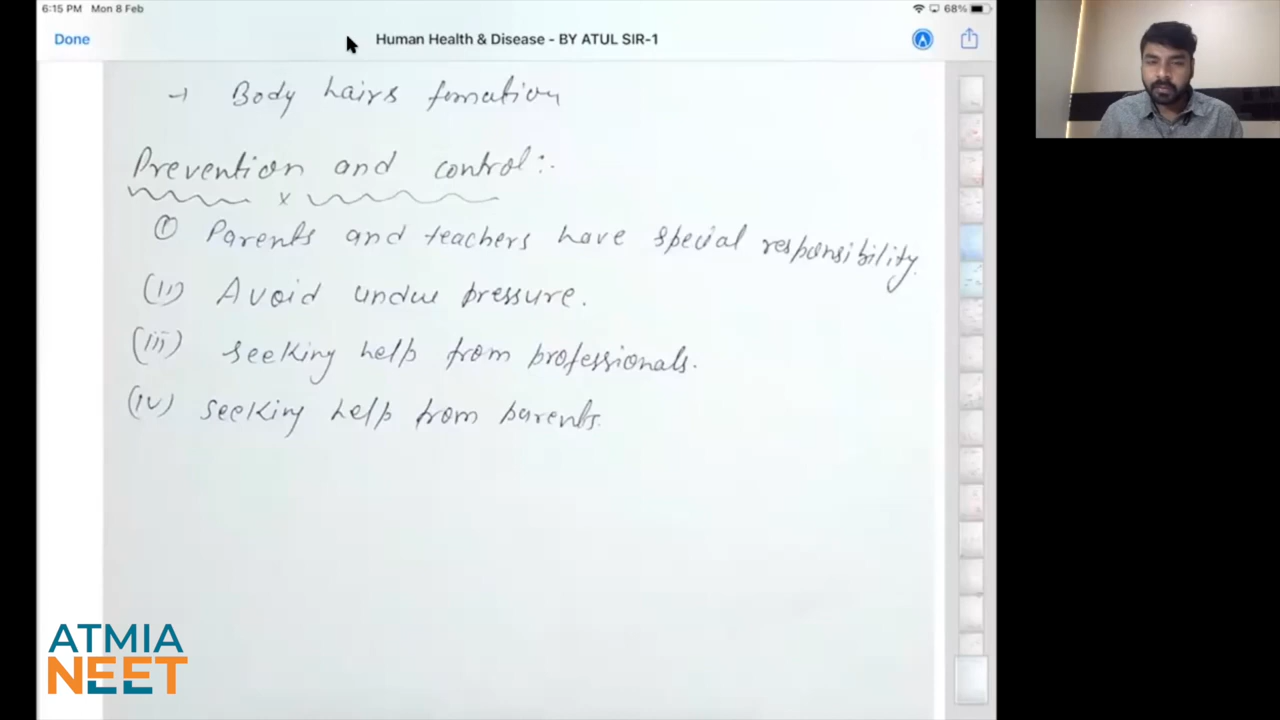 6:15 PM Mon 8 Feb
68%
Done
Human Health & Disease - BY ATUL SIR-1
→ Body hairs formation
Prevention and control:-
(i) Parents and teachers have special responsibility.
(ii) Avoid undue pressure.
(iii) seeking help from professionals.
(iv) seeking help from parents.
ATMIA
NEET